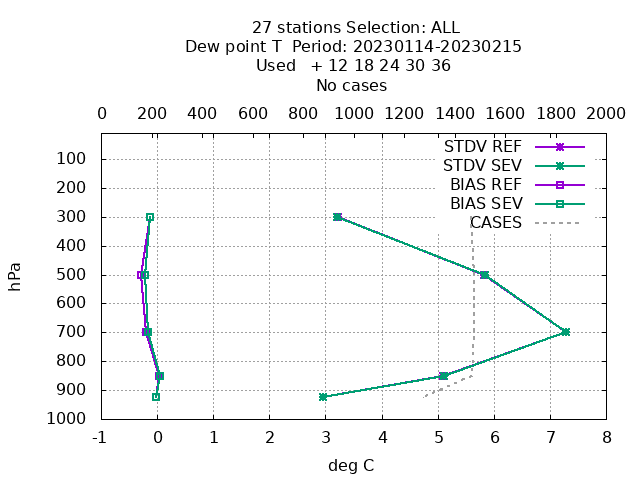 27 stations Selection: ALL
Dew point T  Period: 20230114-20230215
Used   + 12 18 24 30 36
No cases
0 200 400 600 800 1000 1200 1400 1600 1800 2000
STDV REF
STDV SEV
BIAS REF
BIAS SEV
CASES
100
200
300
400
500
600
700
800
900
1000
hPa
-1 0 1 2 3 4 5 6 7 8
deg C